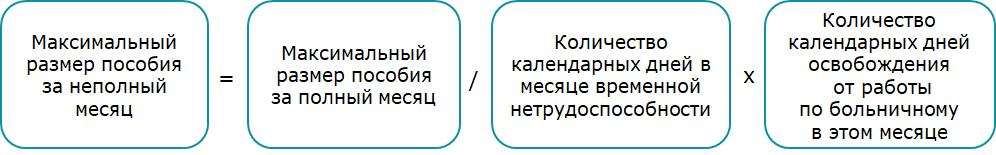 Максимальный
размер пособия
за неполный
месяц
=
Максимальный
размер пособия
за полный месяц
/
Количество
календарных дней в
месяце временной
нетрудоспособности
x
Количество
календарных дней
освобождения
от работы
по больничному
в этом месяце